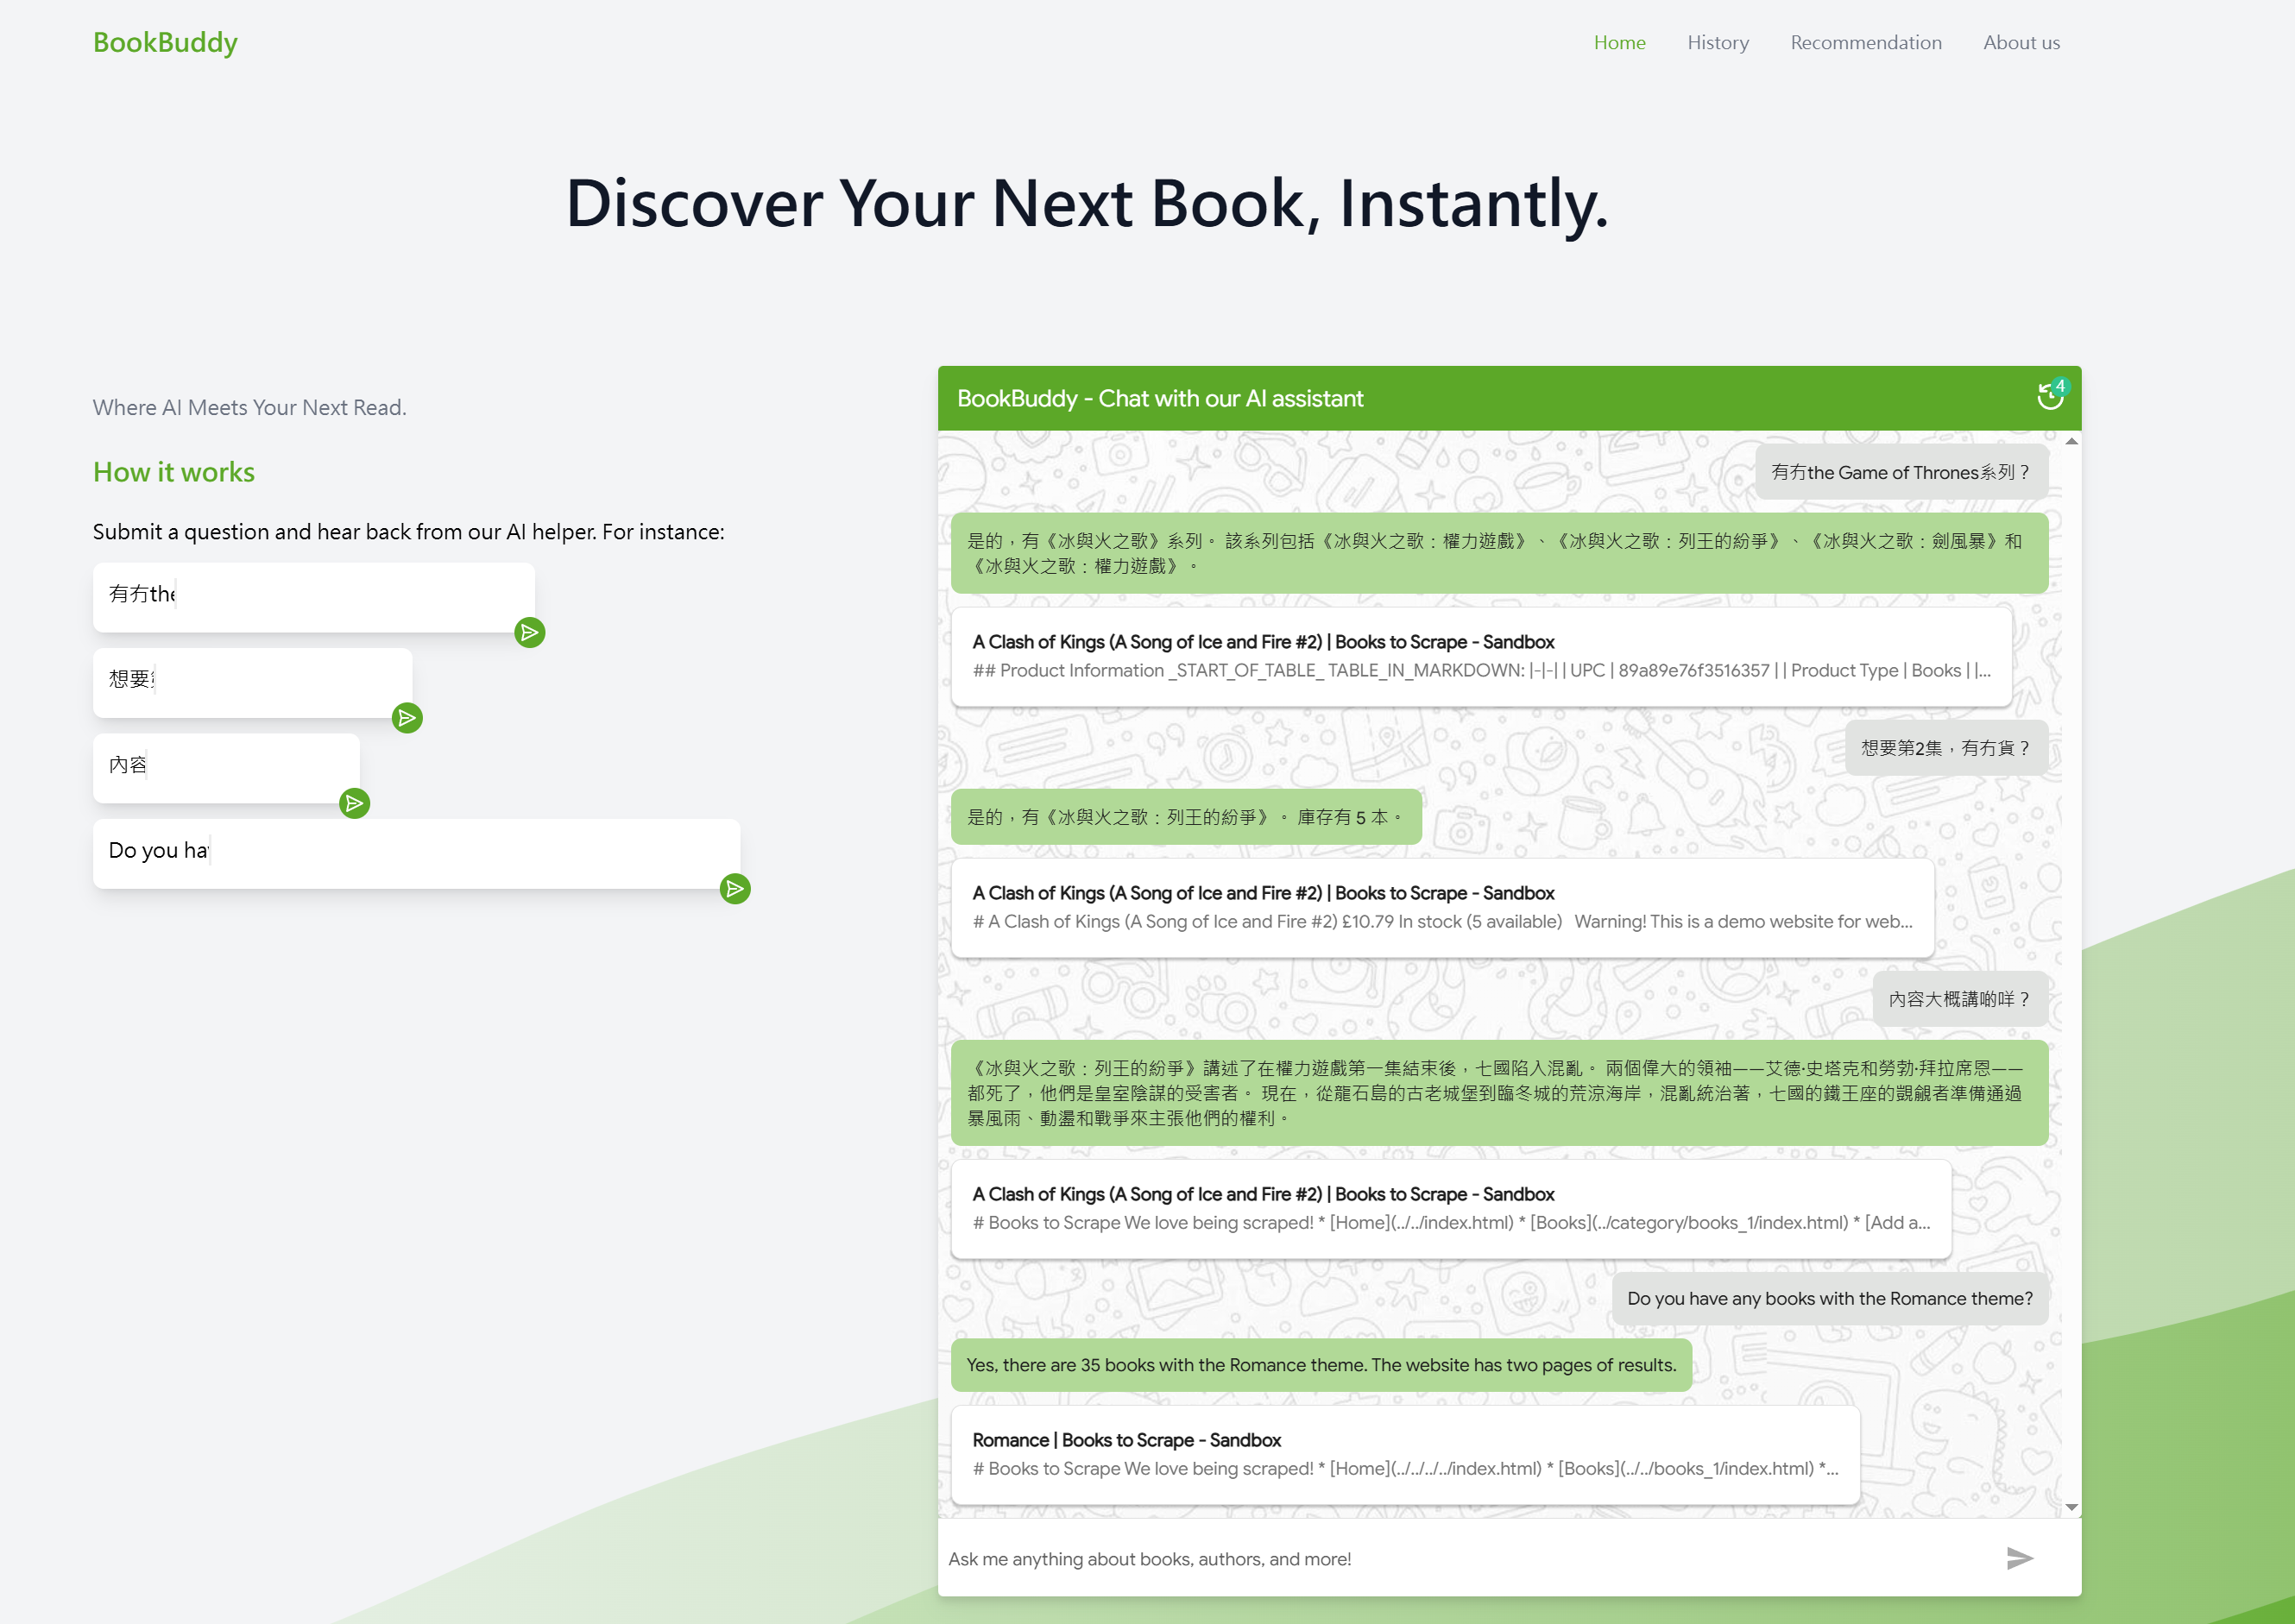 BookBuddy
Home
History
Recommendation
About us
Discover Your Next Book, Instantly.
Where AI Meets Your Next Read.
How it works
Submit a question and hear back from our AI helper. For instance:
有冇the
想要
內容
Do you hav
BookBuddy - Chat with our AI assistant
4
有冇the Game of Thrones系列？
是的，有《冰與火之歌》系列。 該系列包括《冰與火之歌：權力遊戲》、《冰與火之歌：列王的紛爭》、《冰與火之歌：劍風暴》和
《冰與火之歌：權力遊戲》。
A Clash of Kings (A Song of Ice and Fire #2) | Books to Scrape - Sandbox
## Product Information _START_OF_TABLE_ TABLE_IN_MARKDOWN: |-|-| | UPC | 89a89e76f3516357 | | Product Type | Books | |...
想要第2集，有冇貨？
是的，有《冰與火之歌：列王的紛爭》。 庫存有 5 本。
A Clash of Kings (A Song of Ice and Fire #2) | Books to Scrape - Sandbox
# A Clash of Kings (A Song of Ice and Fire #2) £10.79 In stock (5 available) Warning! This is a demo website for web...
內容大概講啲咩？
《冰與火之歌：列王的紛爭》講述了在權力遊戲第一集結束後，七國陷入混亂。 兩個偉大的領袖——艾德·史塔克和勞勃·拜拉席恩——
都死了，他們是皇室陰謀的受害者。 現在，從龍石島的古老城堡到臨冬城的荒涼海岸，混亂統治著，七國的鐵王座的覬覦者準備通過
暴風雨、動盪和戰爭來主張他們的權利。
A Clash of Kings (A Song of Ice and Fire #2) | Books to Scrape - Sandbox
# Books to Scrape We love being scraped! * [Home](../../index.html) * [Books](../category/books_1/index.html) * [Add a...
Do you have any books with the Romance theme?
Yes, there are 35 books with the Romance theme. The website has two pages of results.
Romance | Books to Scrape - Sandbox
# Books to Scrape We love being scraped! * [Home](../../../../index.html) * [Books](../../books_1/index.html) *...
Ask me anything about books, authors, and more!